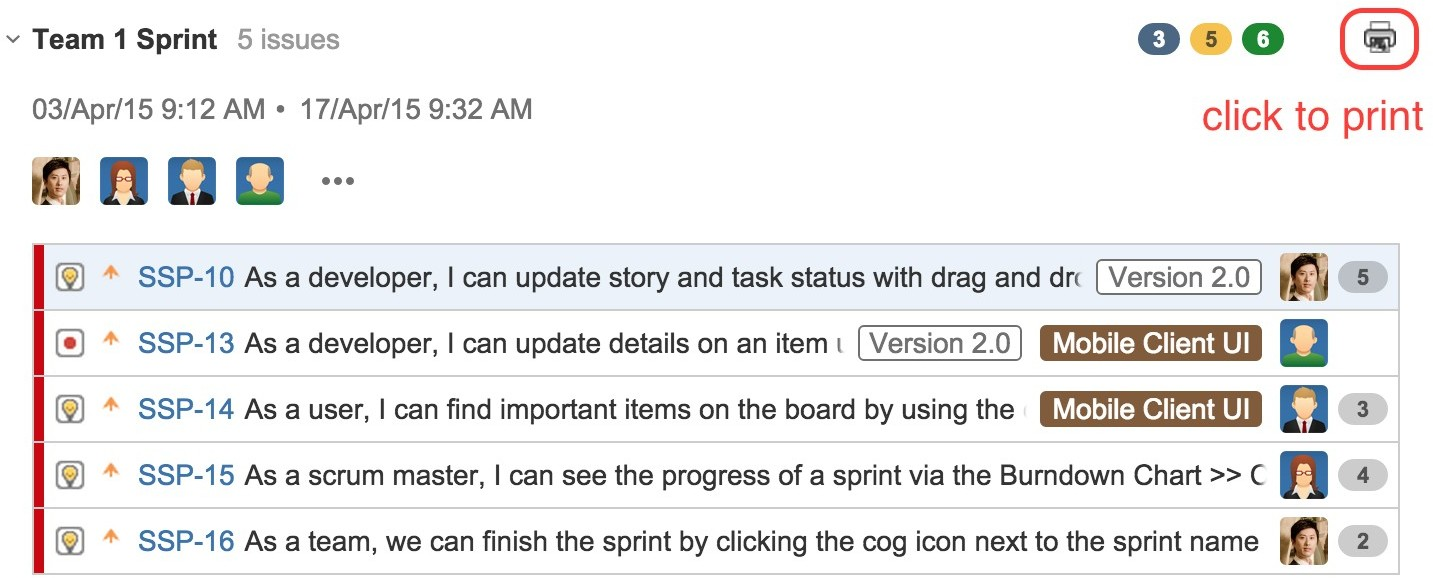 Team 1 Sprint 5 issues 3 5 6
03/Apr/15 9:12 AM • 17/Apr/15 9:32 AM
click to print
SSP-10 As a developer, I can update story and task status with drag and Version 2.0 5
SSP-13 As a developer, I can update details on an item Version 2.0 Mobile Client UI
SSP-14 As a user, I can find important items on the board by using the Mobile Client UI 3
SSP-15 As a scrum master, I can see the progress of a sprint via the Burndown Chart >> 4
SSP-16 As a team, we can finish the sprint by clicking the cog icon next to the sprint name 2